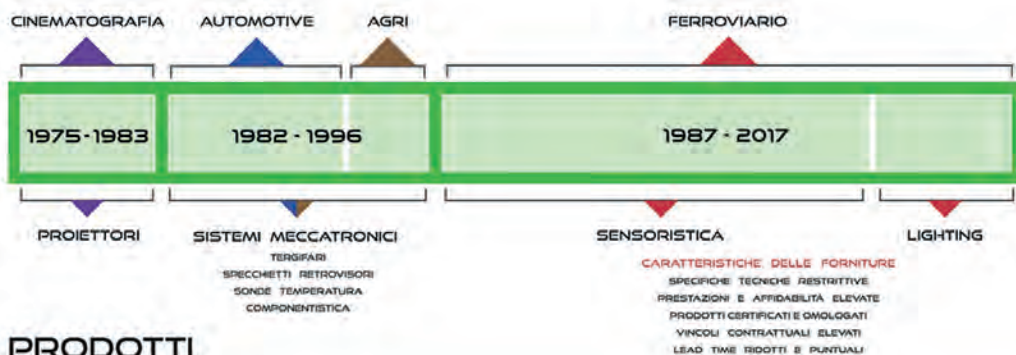 CINEMATOGRAFIA AUTOMOTIVE AGRI FERROVIARIO
1975-1983 1982 - 1996 1987 - 2017
PROIETTORI SISTEMI MECCATRONICI SENSORISTICA LIGHTING
TERGIFARI
SPECCHIETTI RETROVISORI
SONDE TEMPERATURA
COMPONENTISTICA
CARATTERISTICHE DELLE FORNITURE
SPECIFICHE TECNICHE RESTRITTIVE
PRESTAZIONI E AFFIDABILITÀ ELEVATE
PRODOTTI CERTIFICATI E OMOLOGATI
VINCOLI CONTRATTUALI ELEVATI
LEAD TIME RIDOTTI E PUNTUALI
PRODOTTI